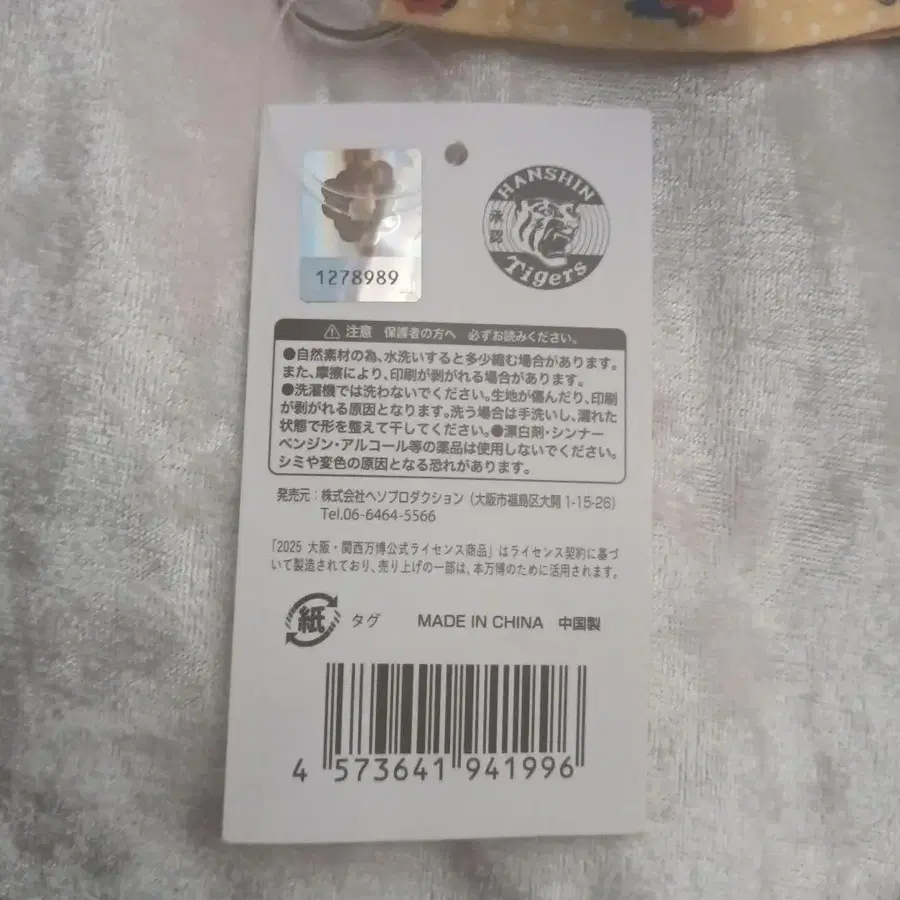 1278989
HANSHIN
承認
Tigers
注意 保護者の方へ 必ずお読みください。
●自然素材の為、水洗いすると多少縮む場合があります。
また、摩擦により、印刷が剥がれる場合があります。
●洗濯機では洗わないでください。生地が傷んだり、印刷
が剥がれる原因となります。洗う場合は手洗いし、濡れた
状態で形を整えて干してください。●漂白剤・シンナー
ベンジン・アルコール等の薬品は使用しないでください。
シミや変色の原因となる恐れがあります。
発売元：株式会社ヘソプロダクション（大阪市福島区大開1-15-26）
Tel.06-6464-5566
「2025 大阪・関西万博公式ライセンス商品」はライセンス契約に基づ
いて製造されており、売り上げの一部は、本万博のために活用されます。
紙 タグ MADE IN CHINA 中国製
4 573641 941996